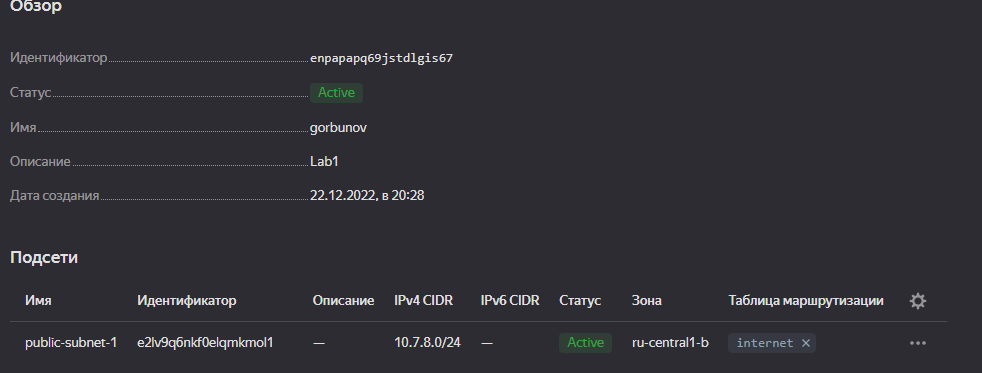 Обзор
Идентификатор enpapapq69jstdlgis67
Статус Active
Имя gorbunov
Описание Lab1
Дата создания 22.12.2022, в 20:28
Подсети
Имя Идентификатор Описание IPv4 CIDR IPv6 CIDR Статус Зона Таблица маршрутизации
public-subnet-1 e2lv9q6nkf0elqmkmol1 — 10.7.8.0/24 — Active ru-central1-b internet ×